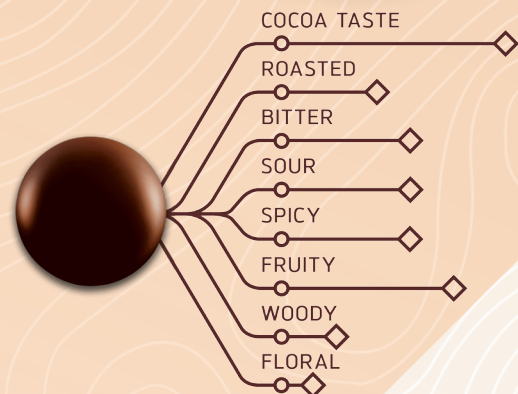 COCOA TASTE
ROASTED
BITTER
SOUR
SPICY
FRUITY
WOODY
FLORAL